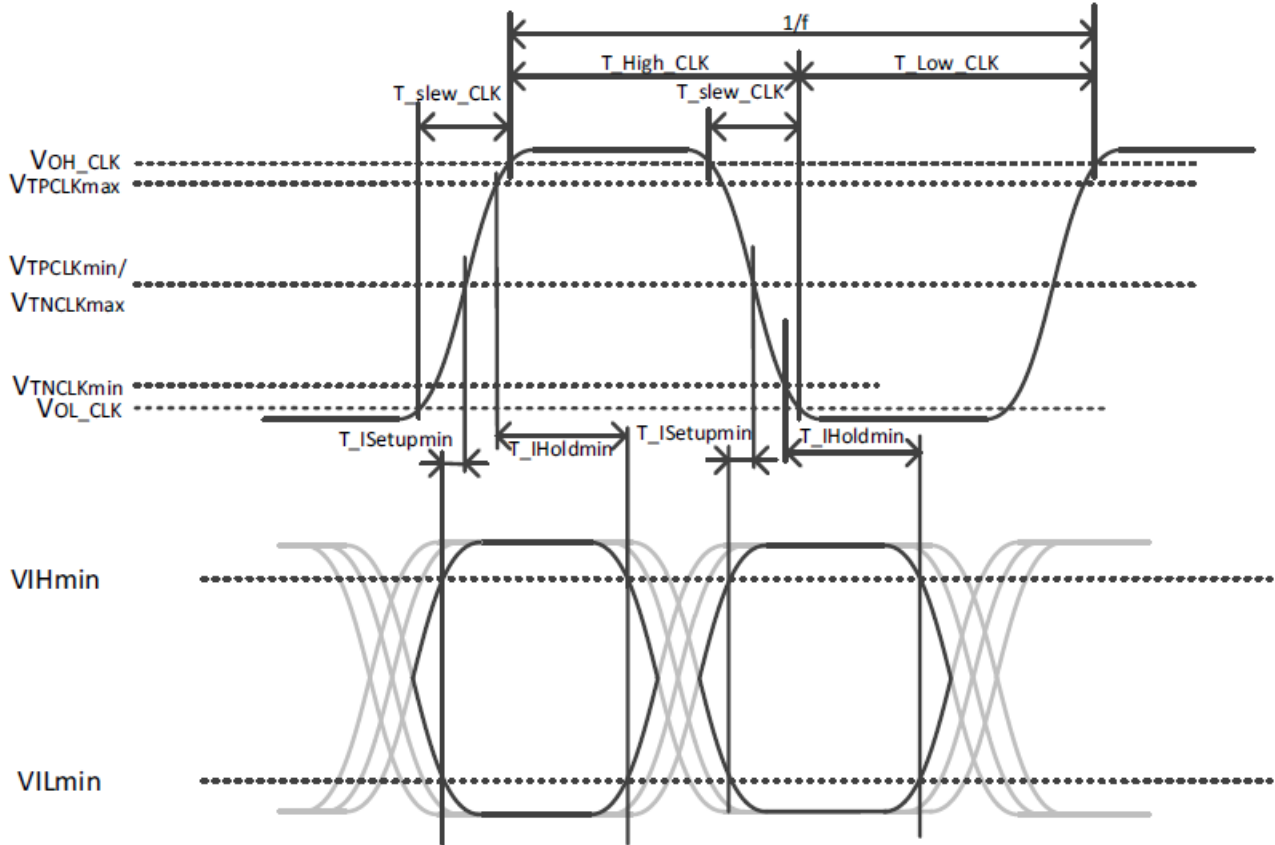 1/f
T_High_CLK
T_Low_CLK
T_slew_CLK
T_slew_CLK
VOH_CLK
VTPCLKmax
VTPCLKmin/
VTNCLKmax
VTNCLKmin
VOL_CLK
T_ISetupmin
T_IHoldmin
T_ISetupmin
T_IHoldmin
VIHmin
VILmin